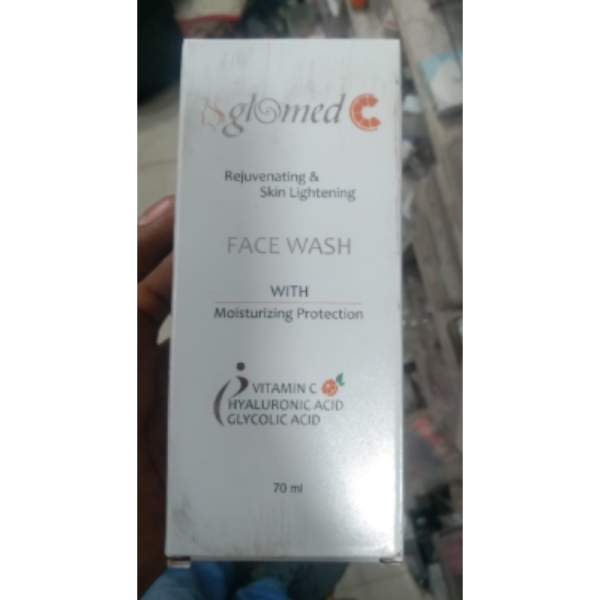 glomed C
Rejuvenating &
Skin Lightening
FACE WASH
WITH
Moisturizing Protection
VITAMIN C
HYALURONIC ACID
GLYCOLIC ACID
70 ml